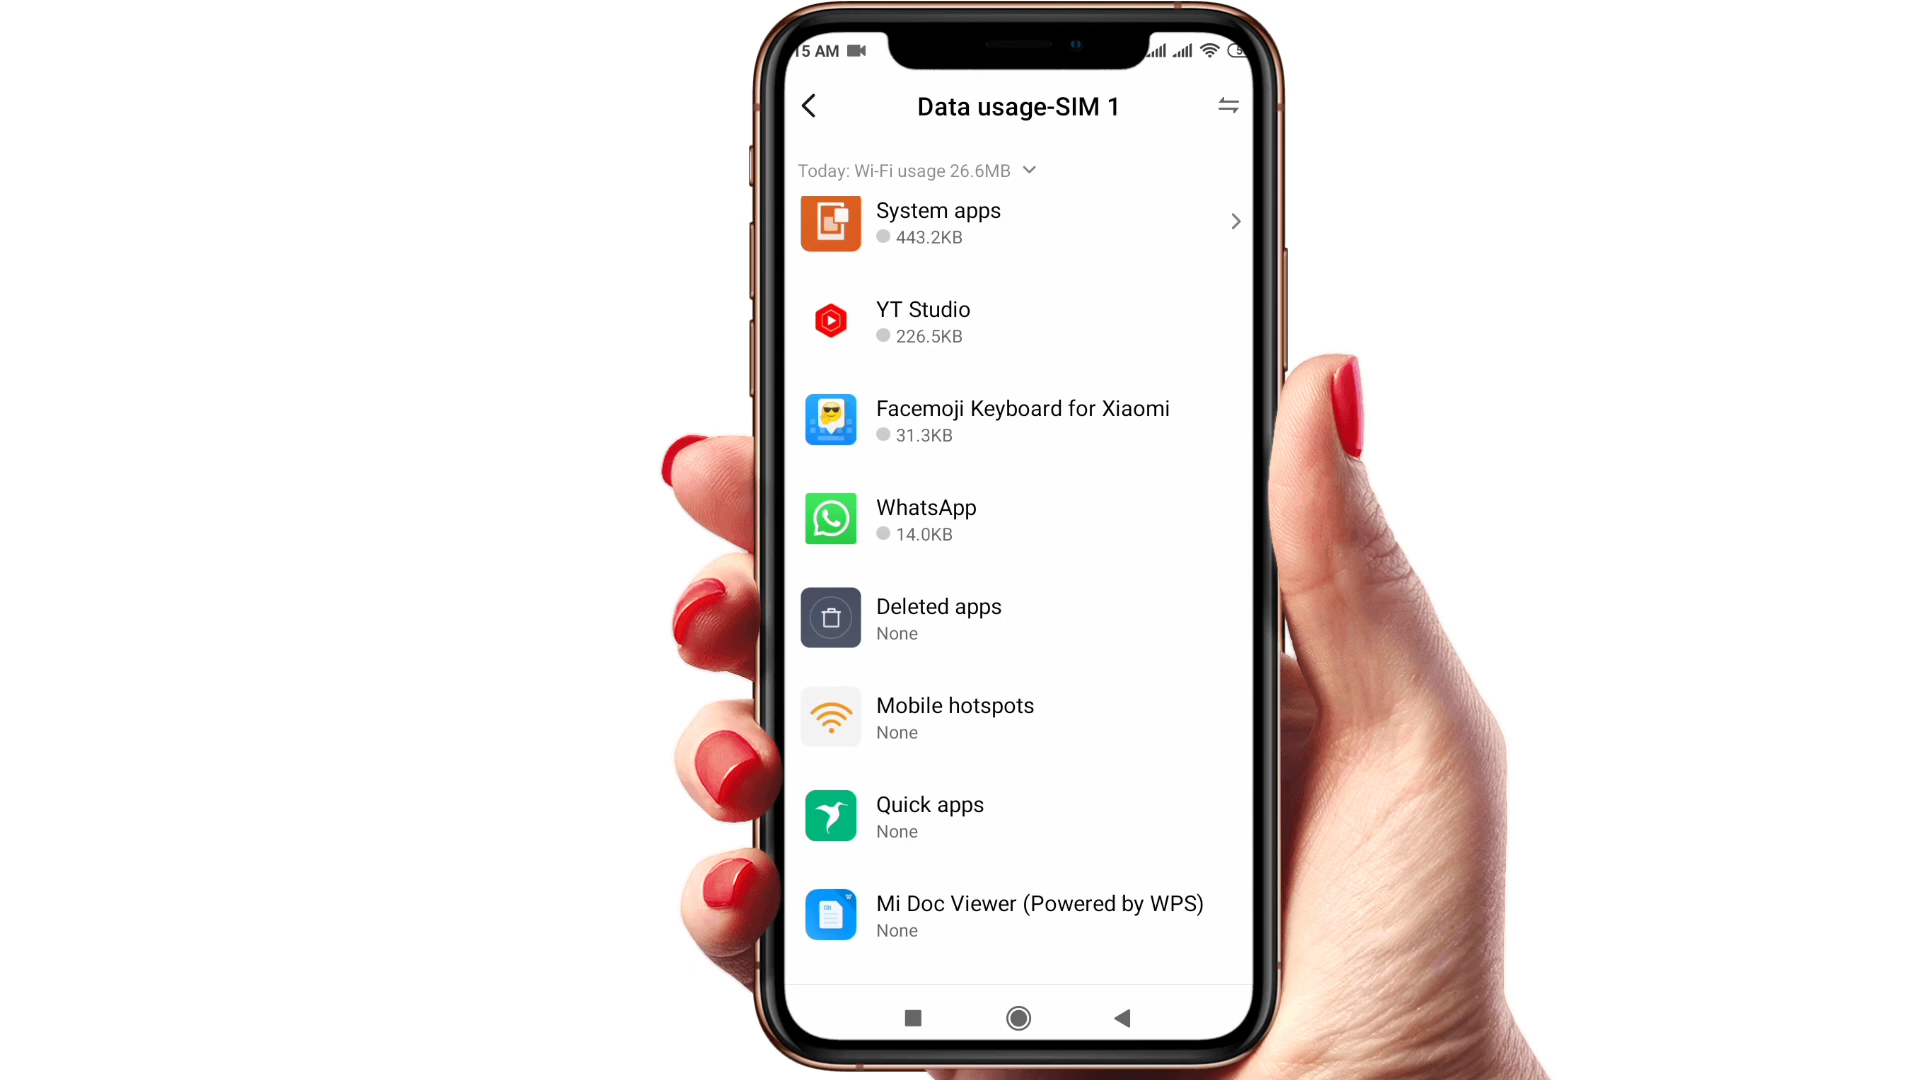 15 AM
Data usage-SIM 1
Today: Wi-Fi usage 26.6MB
System apps
443.2KB
YT Studio
226.5KB
Facemoji Keyboard for Xiaomi
31.3KB
WhatsApp
14.0KB
Deleted apps
None
Mobile hotspots
None
Quick apps
None
Mi Doc Viewer (Powered by WPS)
None